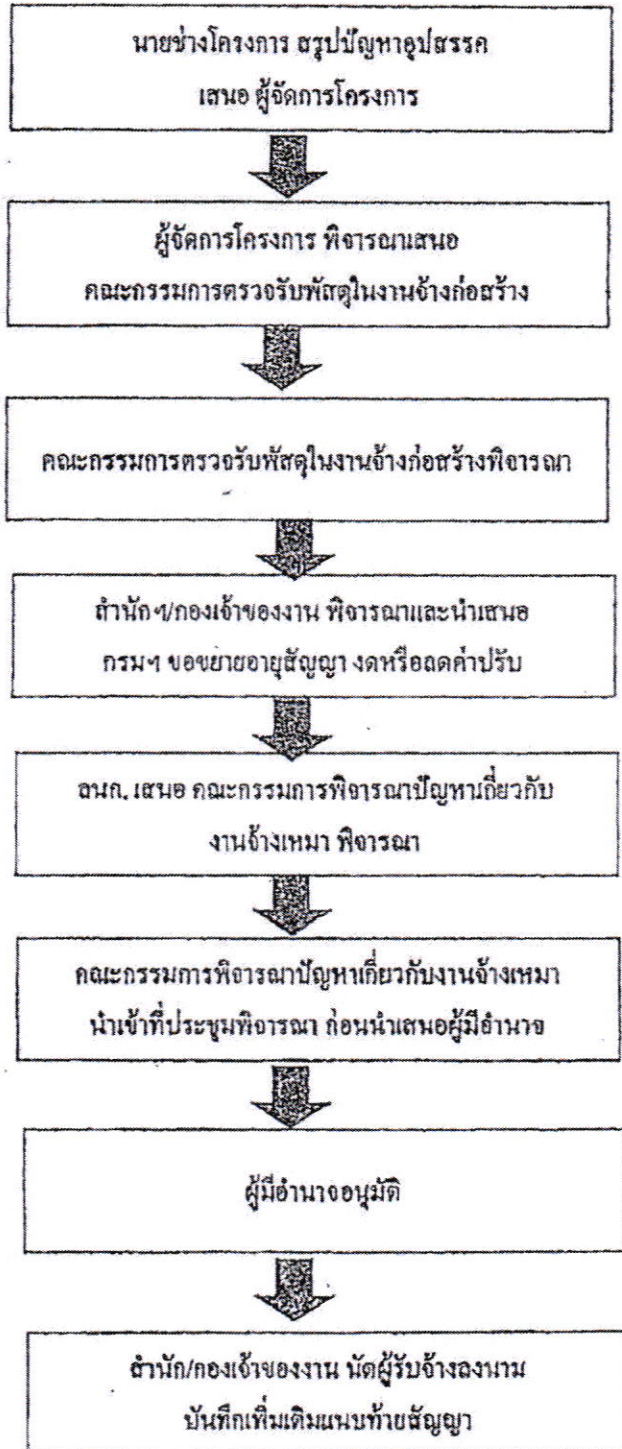 นายช่างโครงการ สรุปปัญหาอุปสรรค
เสนอ ผู้จัดการโครงการ
ผู้จัดการโครงการ พิจารณาเสนอ
คณะกรรมการตรวจรับพัสดุในงานจ้างก่อสร้าง
คณะกรรมการตรวจรับพัสดุในงานจ้างก่อสร้างพิจารณา
สำนักฯ/กองเจ้าของงาน พิจารณาและนำเสนอ
กรมฯ ขอขยายอายุสัญญา งดหรือลดค่าปรับ
ลนก. เสนอ คณะกรรมการพิจารณาปัญหาเกี่ยวกับ
งานจ้างเหมา พิจารณา
คณะกรรมการพิจารณาปัญหาเกี่ยวกับงานจ้างเหมา
นำเข้าที่ประชุมพิจารณา ก่อนนำเสนอผู้มีอำนาจ
ผู้มีอำนาจอนุมัติ
สำนัก/กองเจ้าของงาน นัดผู้รับจ้างลงนาม
บันทึกเพิ่มเติมแนบท้ายสัญญา